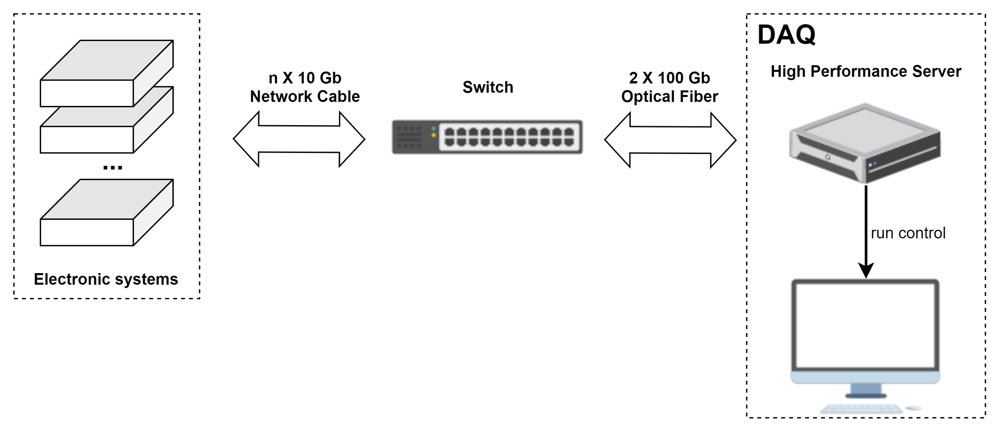 Electronic systems
...
n X 10 Gb
Network Cable
Switch
2 X 100 Gb
Optical Fiber
DAQ
High Performance Server
run control